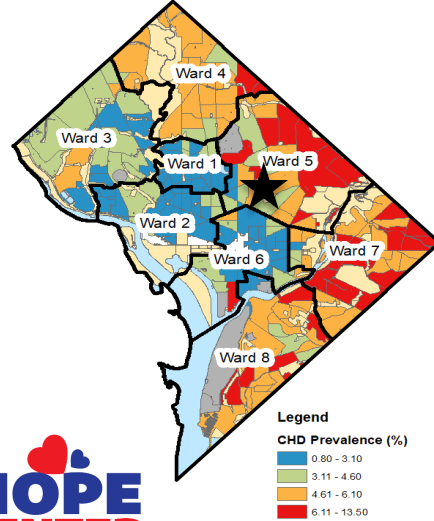 Ward 4
Ward 3
Ward 1
Ward 5
Ward 2
Ward 7
Ward 6
Ward 8
Legend
CHD Prevalence (%)
0.80 - 3.10
3.11 - 4.60
4.61 - 6.10
6.11 - 13.50
HOPE